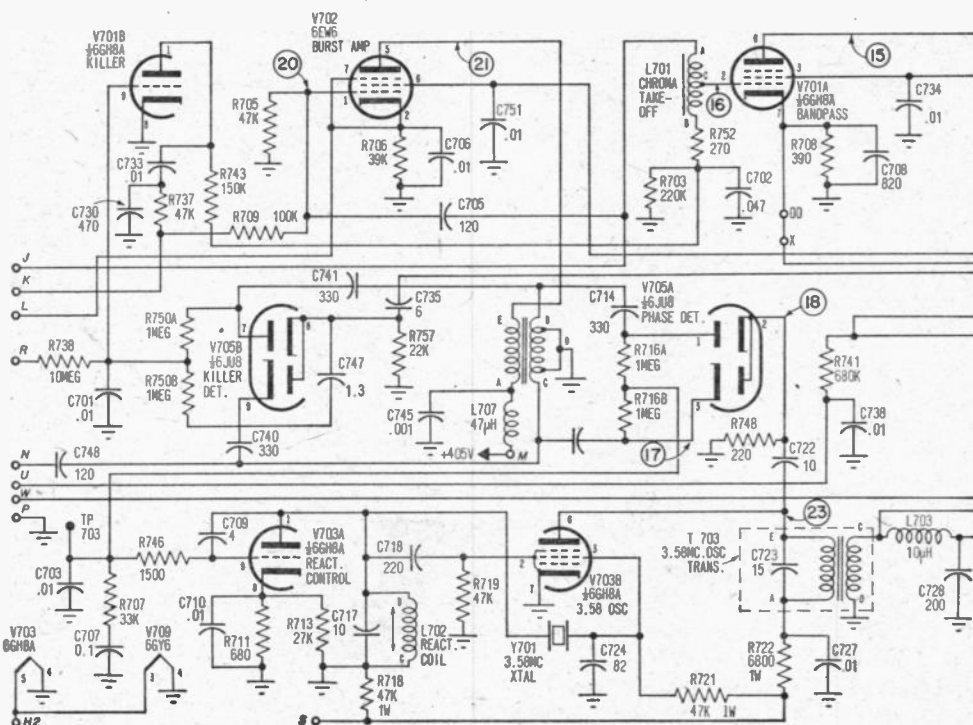 V701B
½6GH8A
KILLER
V702
6EW6
BURST AMP
20
21
L701
CHROMA
TAKE-
OFF
16
15
V701A
½6GH8A
BANDPASS
R705
47K
R706
39K
C706
.01
C751
.01
R752
270
R703
220K
C702
.047
R708
390
C708
820
C734
.01
C733
.01
R743
150K
C730
470
R737
47K
R709 100K
C705
120
OO
X
J
K
L
R
C741
330
C735
6
R750A
1MEG
V705B
½6JU8
KILLER
DET.
R750B
1MEG
C747
1.3
R757
22K
C714
330
V705A
½6JU8
PHASE DET.
18
R716A
1MEG
R716B
1MEG
17
R738
10MEG
C701
.01
C740
330
C745
.001
L707
47µH
+405V
M
R748
220
C722
10
R741
680K
C738
.01
N
C748
120
U
W
P
TP
703
R746
1500
C709
4
V703A
½6GH8A
REACT.
CONTROL
C718
220
R719
47K
V703B
½6GH8A
3.58 OSC
23
T 703
3.58MC.OSC
TRANS.
C723
15
L703
10µH
C728
200
C703
.01
R707
33K
C707
0.1
C710
.01
R711
680
R713
27K
C717
10
L702
REACT.
COIL
R718
47K
1W
Y701
3.58MC
XTAL
C724
82
R721
47K 1W
R722
6800
1W
C727
.01
V703
6GH8A
V709
6GY6
H2
S